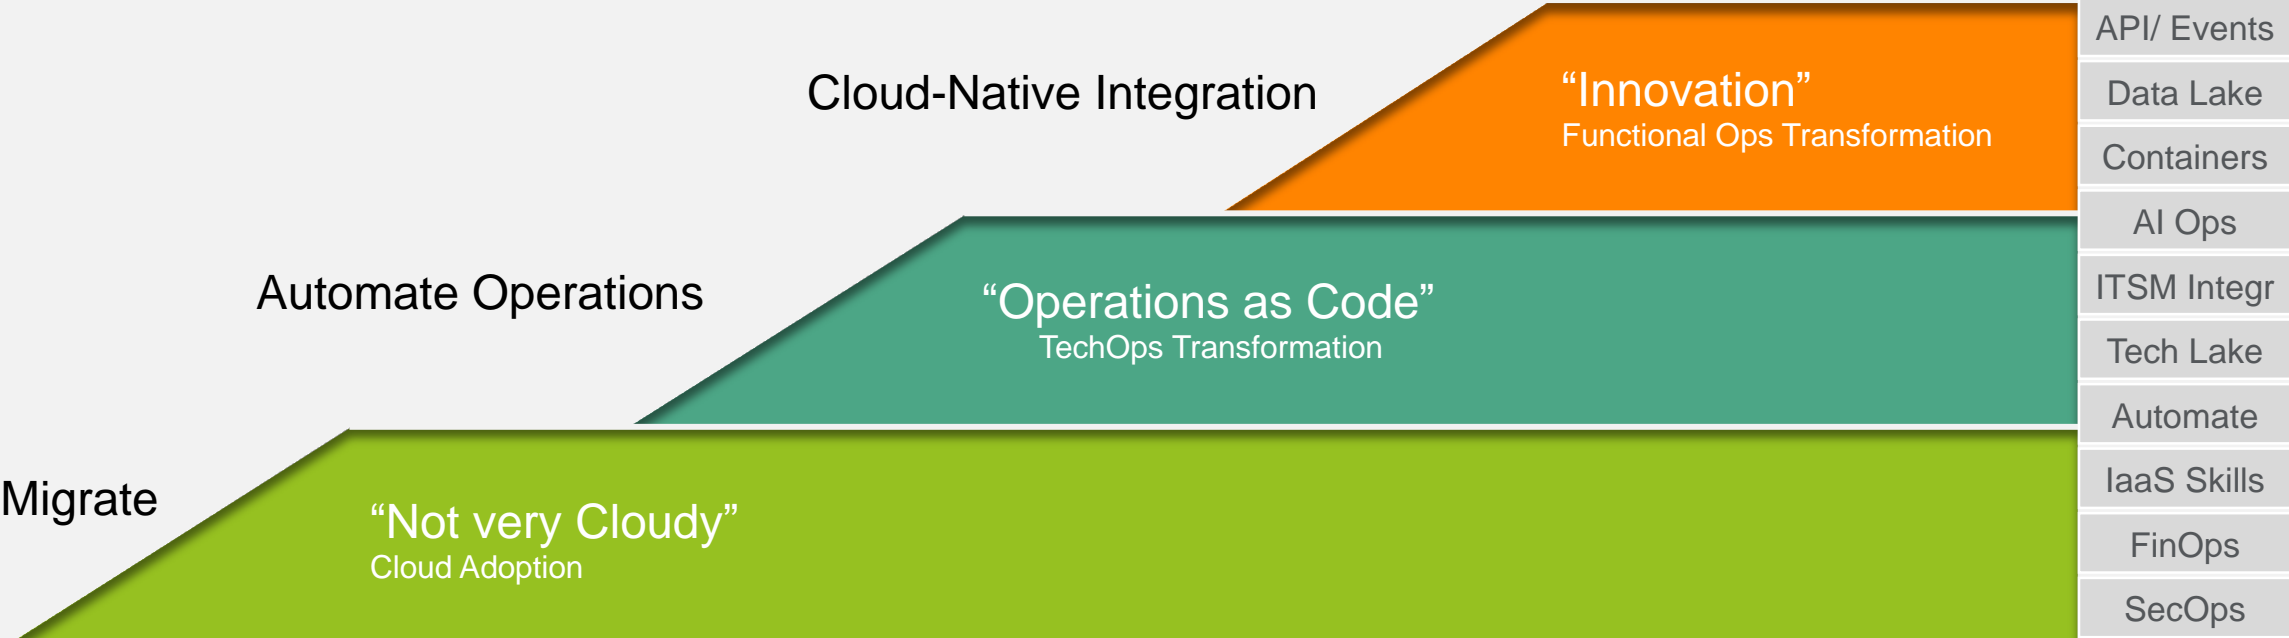 Cloud-Native Integration
“Innovation”
Functional Ops Transformation
Automate Operations
“Operations as Code”
TechOps Transformation
Migrate
“Not very Cloudy”
Cloud Adoption
API/ Events
Data Lake
Containers
AI Ops
ITSM Integr
Tech Lake
Automate
IaaS Skills
FinOps
SecOps